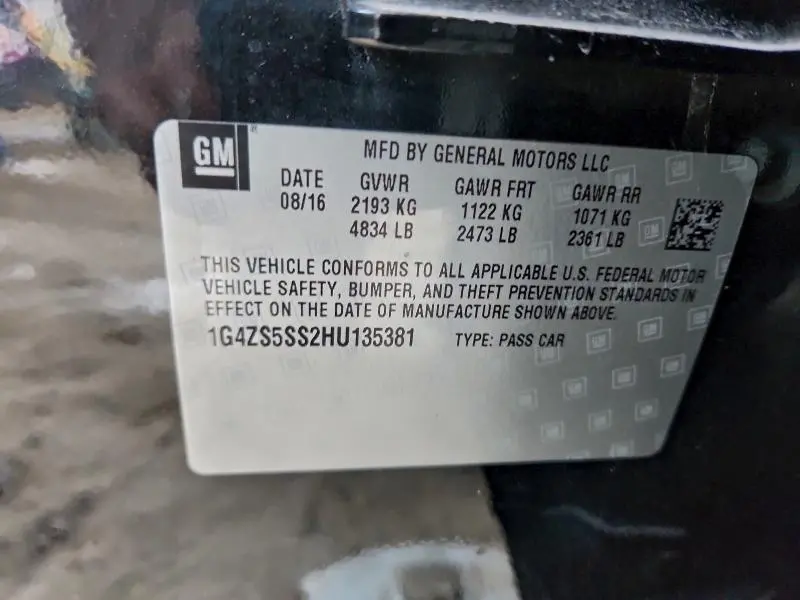 GM
MFD BY GENERAL MOTORS LLC
DATE GVWR GAWR FRT GAWR RR
08/16 2193 KG 1122 KG 1071 KG
4834 LB 2473 LB 2361 LB
THIS VEHICLE CONFORMS TO ALL APPLICABLE U.S. FEDERAL MOTOR
VEHICLE SAFETY, BUMPER, AND THEFT PREVENTION STANDARDS IN
EFFECT ON THE DATE OF MANUFACTURE SHOWN ABOVE.
1G4ZS5SS2HU135381 TYPE: PASS CAR